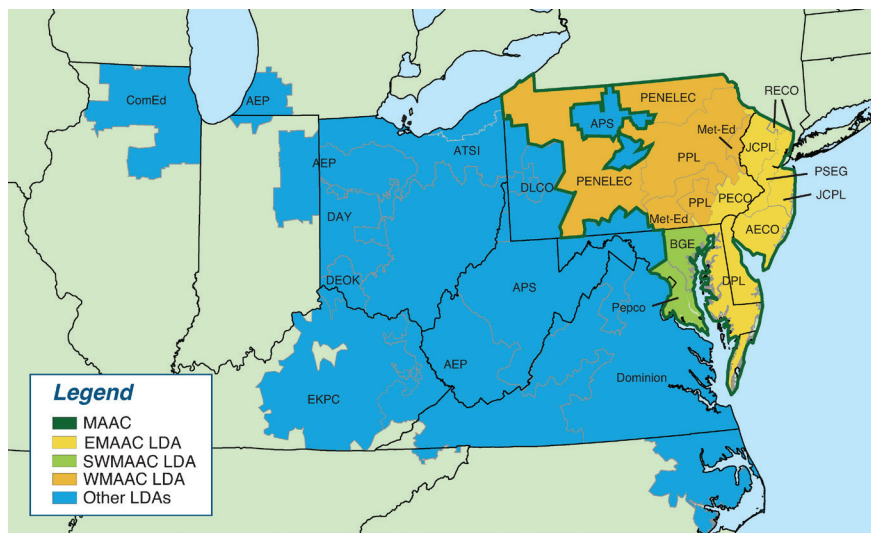 ComEd
AEP
PENELEC
RECO
APS
Met-Ed
JCPL
AEP
ATSI
PPL
PSEG
DLCO
PENELEC
PECO
JCPL
PPL
DAY
Met-Ed
AECO
BGE
DEOK
APS
DPL
Pepco
AEP
Dominion
EKPC
Legend
MAAC
EMAAC LDA
SWMAAC LDA
WMAAC LDA
Other LDAs